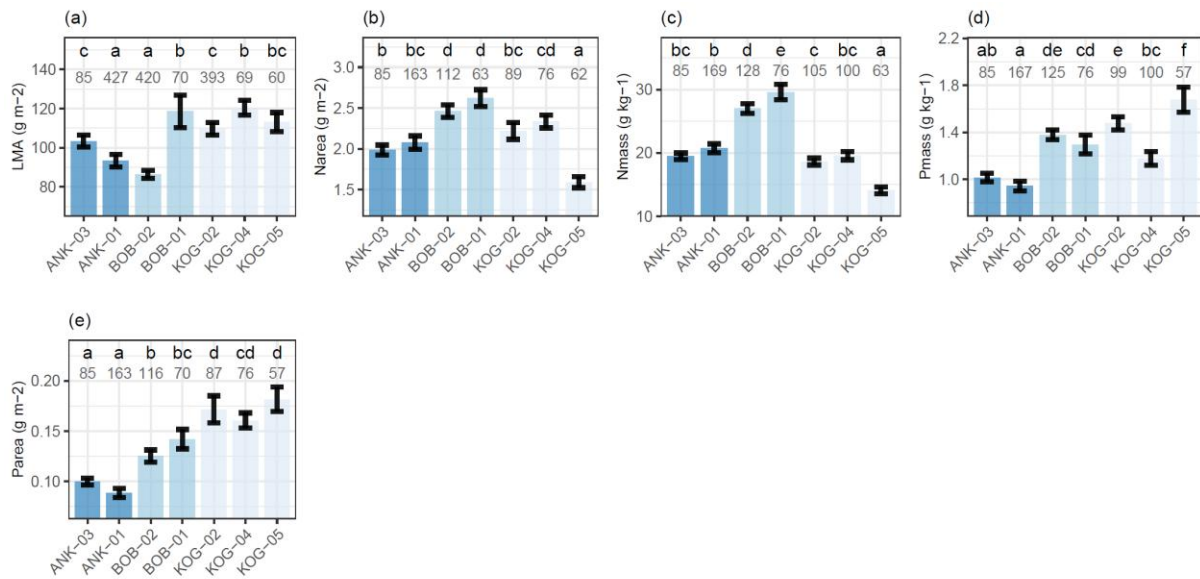 (a)
LMA (g m−2)
140
120
100
80
c a a b c b bc
85 427 420 70 393 69 60
ANK−03
ANK−01
BOB−02
BOB−01
KOG−02
KOG−04
KOG−05
(b)
Narea (g m−2)
3.0
2.5
2.0
1.5
b bc d d bc cd a
85 163 112 63 89 76 62
ANK−03
ANK−01
BOB−02
BOB−01
KOG−02
KOG−04
KOG−05
(c)
Nmass (g kg−1)
30
20
10
bc b d e c bc a
85 169 128 76 105 100 63
ANK−03
ANK−01
BOB−02
BOB−01
KOG−02
KOG−04
KOG−05
(d)
Pmass (g kg−1)
2.2
1.8
1.4
1.0
ab a de cd e bc f
85 167 125 76 99 100 57
ANK−03
ANK−01
BOB−02
BOB−01
KOG−02
KOG−04
KOG−05
(e)
Parea (g m−2)
0.20
0.15
0.10
a a b bc d cd d
85 163 116 70 87 76 57
ANK−03
ANK−01
BOB−02
BOB−01
KOG−02
KOG−04
KOG−05